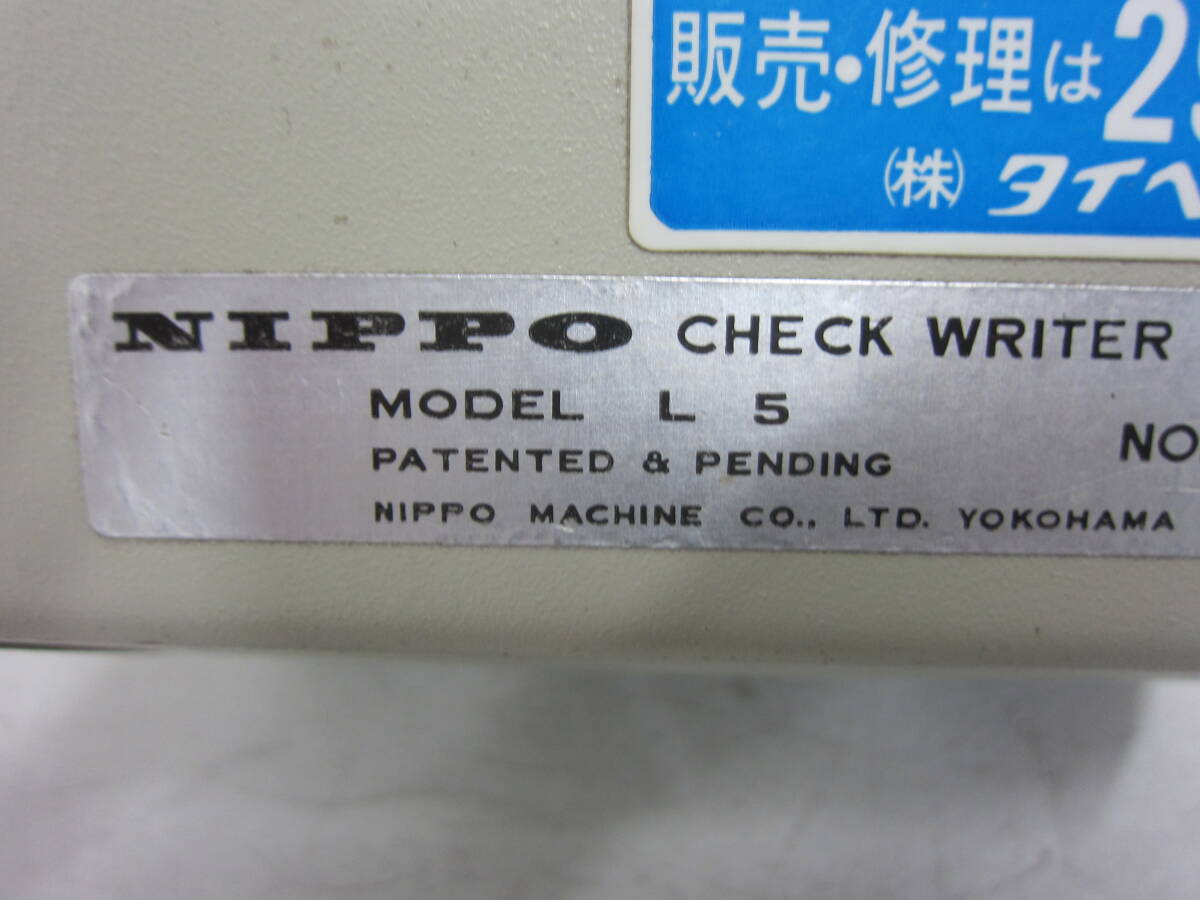 販売・修理は2
(株) タイヘ
NIPPO CHECK WRITER
MODEL L 5
NO
PATENTED & PENDING
NIPPO MACHINE CO., LTD. YOKOHAMA